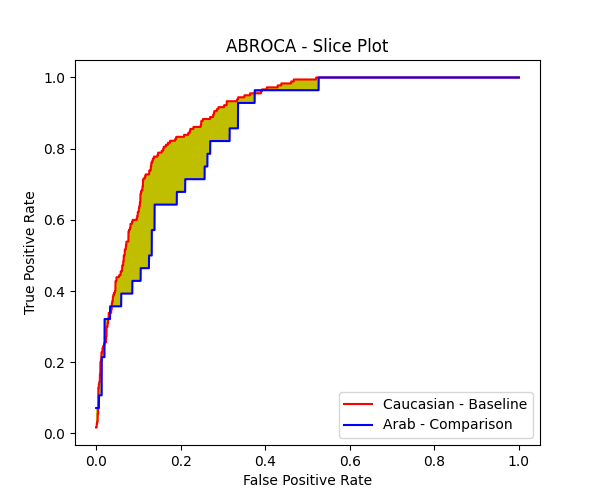 ABROCA - Slice Plot
True Positive Rate
1.0
0.8
0.6
0.4
0.2
0.0
0.0 0.2 0.4 0.6 0.8 1.0
False Positive Rate
Caucasian - Baseline
Arab - Comparison